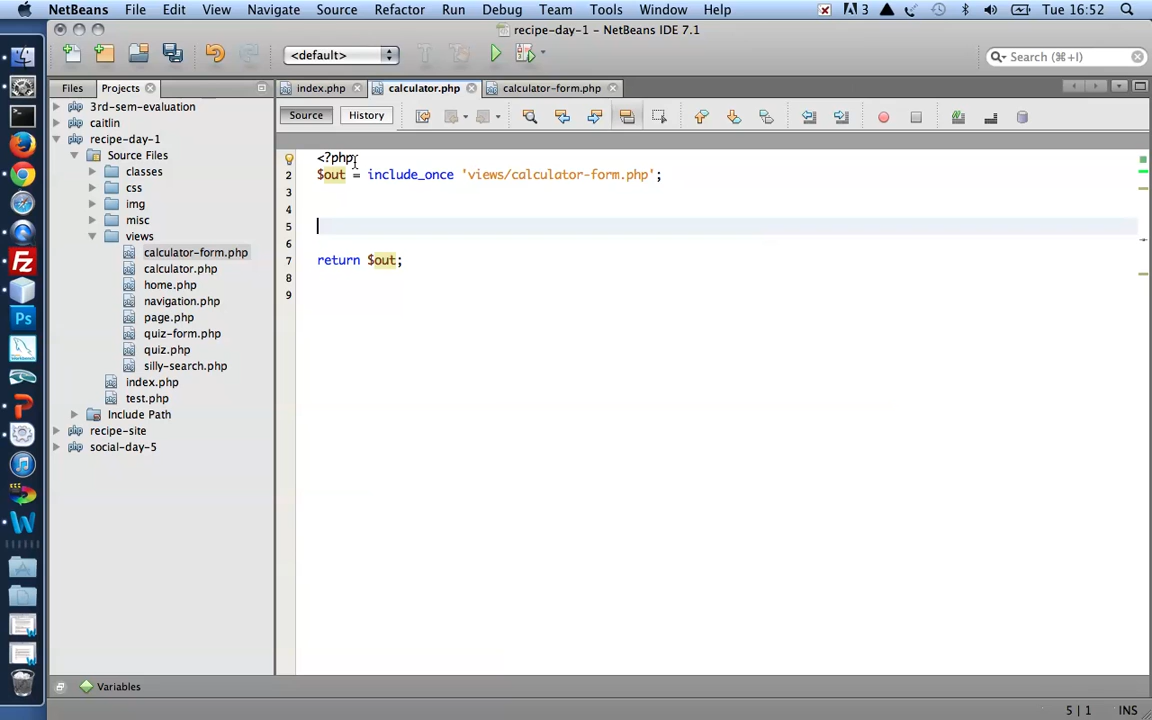 NetBeans File Edit View Navigate Source Refactor Run Debug Team Tools Window Help 3 Tue 16:52
recipe-day-1 – NetBeans IDE 7.1
<default> Search (⌘+I)
Files Projects index.php calculator.php calculator-form.php
Source History
3rd-sem-evaluation
caitlin
recipe-day-1
Source Files
classes
css
img
misc
views
calculator-form.php
calculator.php
home.php
navigation.php
page.php
quiz-form.php
quiz.php
silly-search.php
index.php
test.php
Include Path
recipe-site
social-day-5
<?php
2 $out = include_once 'views/calculator-form.php';
3
4
5
6
7 return $out;
8
9
Fz
Ps
W
Variables
5 | 1 INS